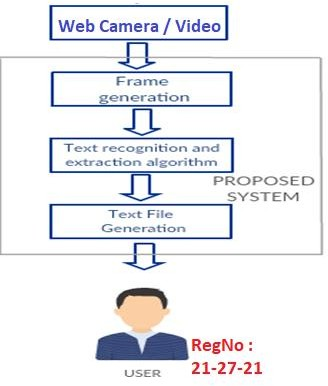 Web Camera / Video
Frame
generation
Text recognition and
extraction algorithm
PROPOSED
SYSTEM
Text File
Generation
RegNo :
21-27-21
USER